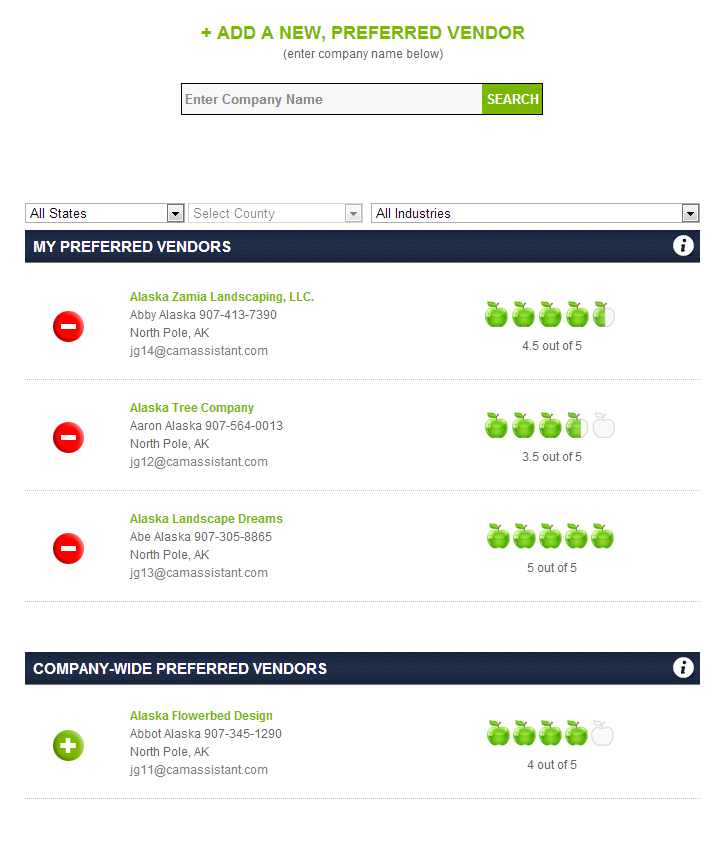 + ADD A NEW, PREFERRED VENDOR
(enter company name below)
Enter Company Name
SEARCH
All States
Select County
All Industries
MY PREFERRED VENDORS
i
Alaska Zamia Landscaping, LLC.
Abby Alaska 907-413-7390
North Pole, AK
jg14@camassistant.com
4.5 out of 5
Alaska Tree Company
Aaron Alaska 907-564-0013
North Pole, AK
jg12@camassistant.com
3.5 out of 5
Alaska Landscape Dreams
Abe Alaska 907-305-8865
North Pole, AK
jg13@camassistant.com
5 out of 5
COMPANY-WIDE PREFERRED VENDORS
i
Alaska Flowerbed Design
Abbot Alaska 907-345-1290
North Pole, AK
jg11@camassistant.com
4 out of 5